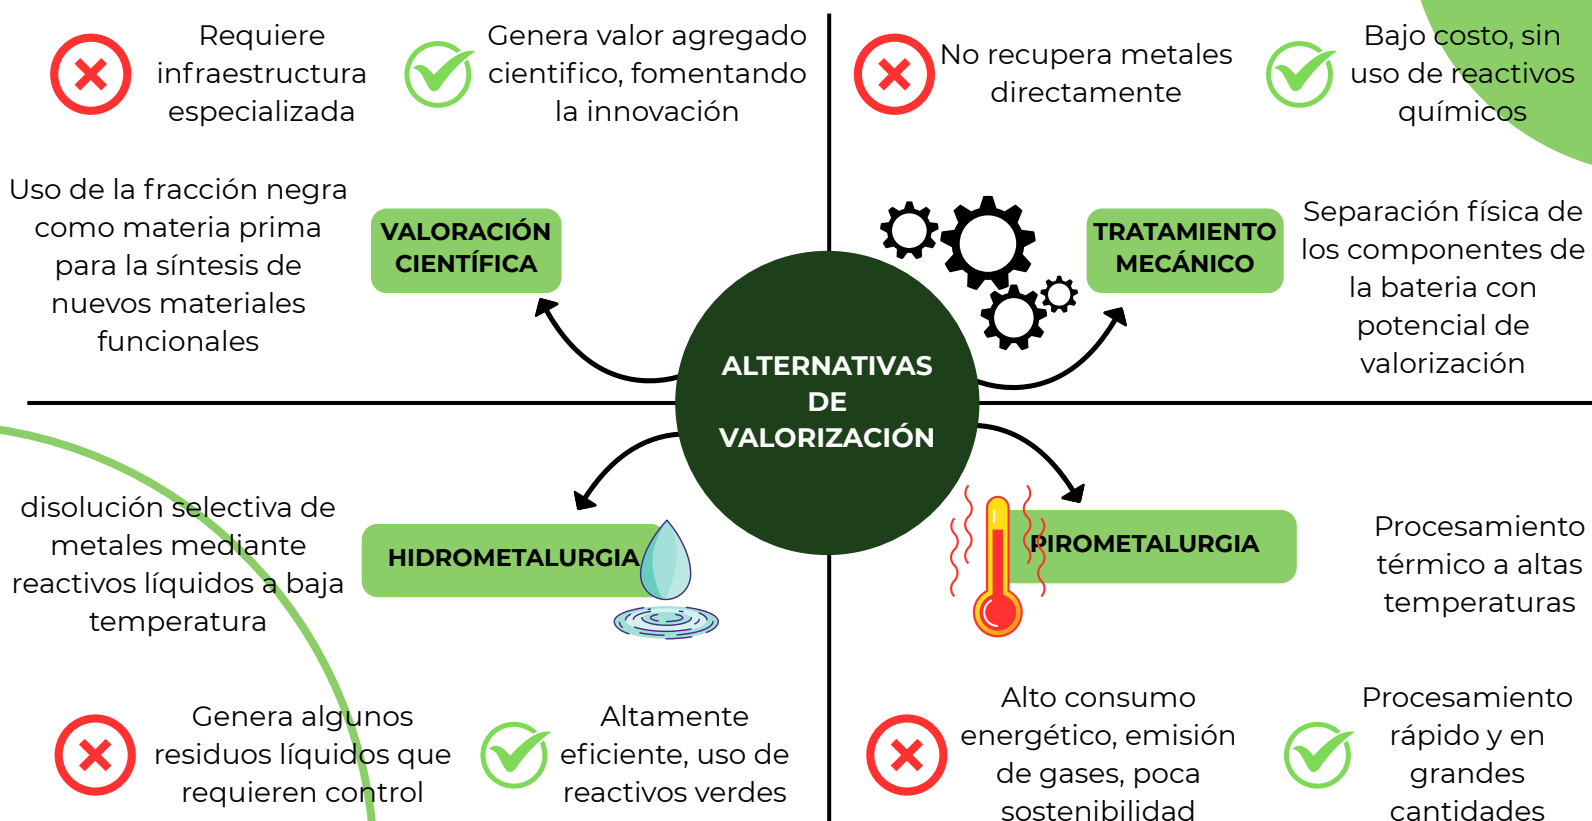 Requiere
infraestructura
especializada
Genera valor agregado
cientifico, fomentando
la innovación
Uso de la fracción negra
como materia prima
para la síntesis de
nuevos materiales
funcionales
VALORACIÓN
CIENTÍFICA
No recupera metales
directamente
Bajo costo, sin
uso de reactivos
químicos
TRATAMIENTO
MECÁNICO
Separación física de
los componentes de
la bateria con
potencial de
valorización
ALTERNATIVAS
DE
VALORIZACIÓN
disolución selectiva de
metales mediante
reactivos líquidos a baja
temperatura
HIDROMETALURGIA
Genera algunos
residuos líquidos que
requieren control
Altamente
eficiente, uso de
reactivos verdes
PIROMETALURGIA
Procesamiento
térmico a altas
temperaturas
Alto consumo
energético, emisión
de gases, poca
sostenibilidad
Procesamiento
rápido y en
grandes
cantidades